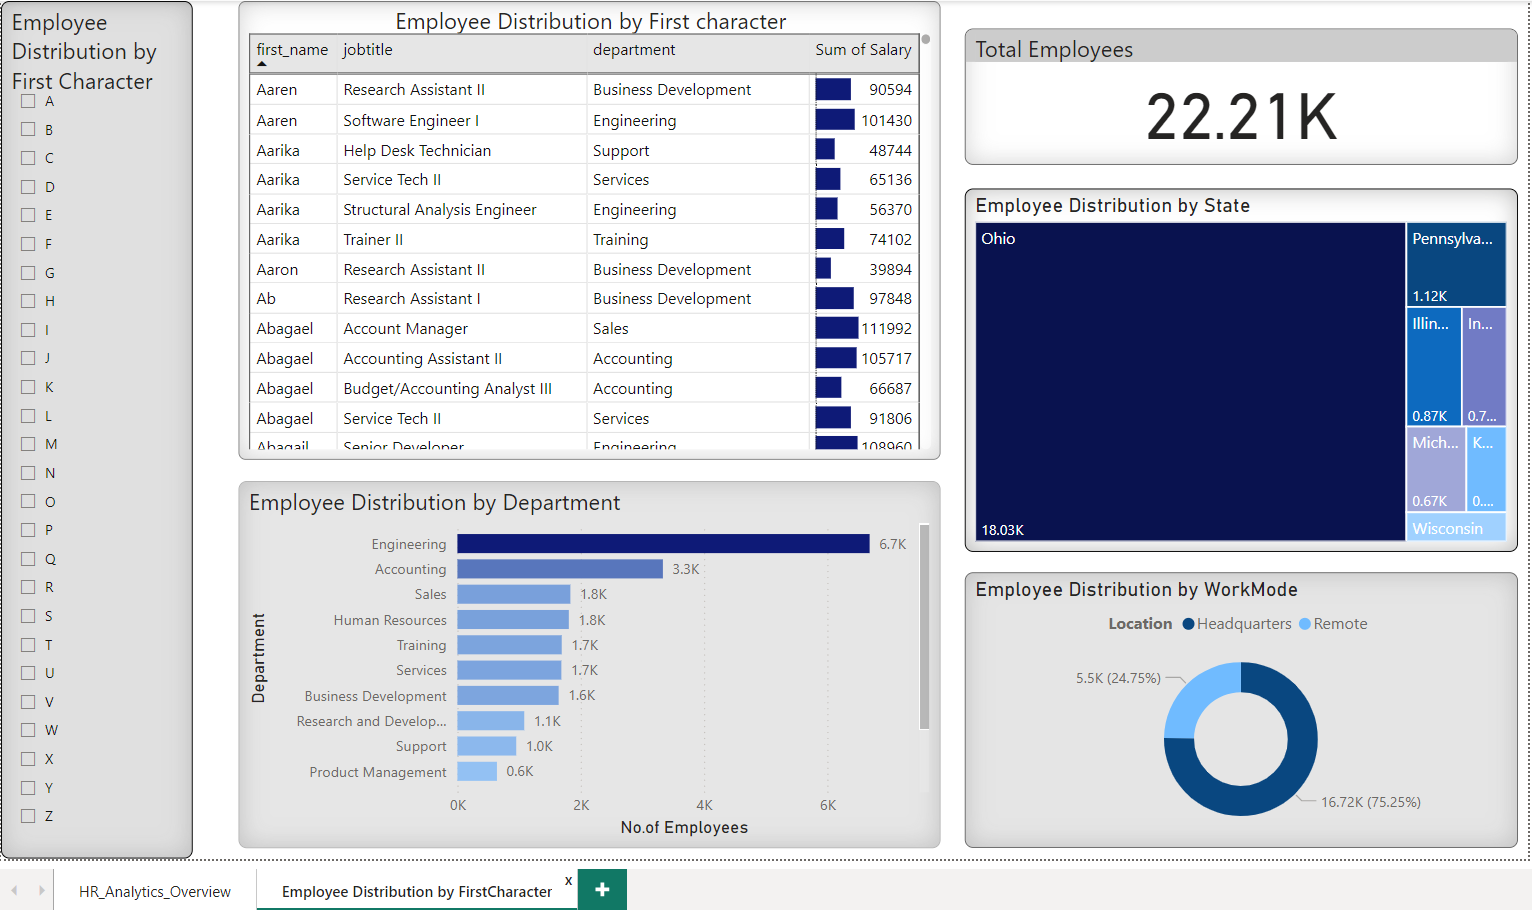 Employee
Distribution by
First Character
A
B
C
D
E
F
G
H
I
J
K
L
M
N
O
P
Q
R
S
T
U
V
W
X
Y
Z
Employee Distribution by First character
first_name jobtitle department Sum of Salary
Aaren Research Assistant II Business Development 90594
Aaren Software Engineer I Engineering 101430
Aarika Help Desk Technician Support 48744
Aarika Service Tech II Services 65136
Aarika Structural Analysis Engineer Engineering 56370
Aarika Trainer II Training 74102
Aaron Research Assistant II Business Development 39894
Ab Research Assistant I Business Development 97848
Abagael Account Manager Sales 111992
Abagael Accounting Assistant II Accounting 105717
Abagael Budget/Accounting Analyst III Accounting 66687
Abagael Service Tech II Services 91806
Abagail Senior Developer Engineering 108960
Employee Distribution by Department
Department
Engineering 6.7K
Accounting 3.3K
Sales 1.8K
Human Resources 1.8K
Training 1.7K
Services 1.7K
Business Development 1.6K
Research and Develop... 1.1K
Support 1.0K
Product Management 0.6K
0K 2K 4K 6K
No.of Employees
Total Employees
22.21K
Employee Distribution by State
Ohio
18.03K
Pennsylva...
1.12K
Illin...
0.87K
In...
0.7...
Mich...
0.67K
K...
0....
Wisconsin
Employee Distribution by WorkMode
Location Headquarters Remote
5.5K (24.75%)
16.72K (75.25%)
HR_Analytics_Overview
Employee Distribution by FirstCharacter x
+